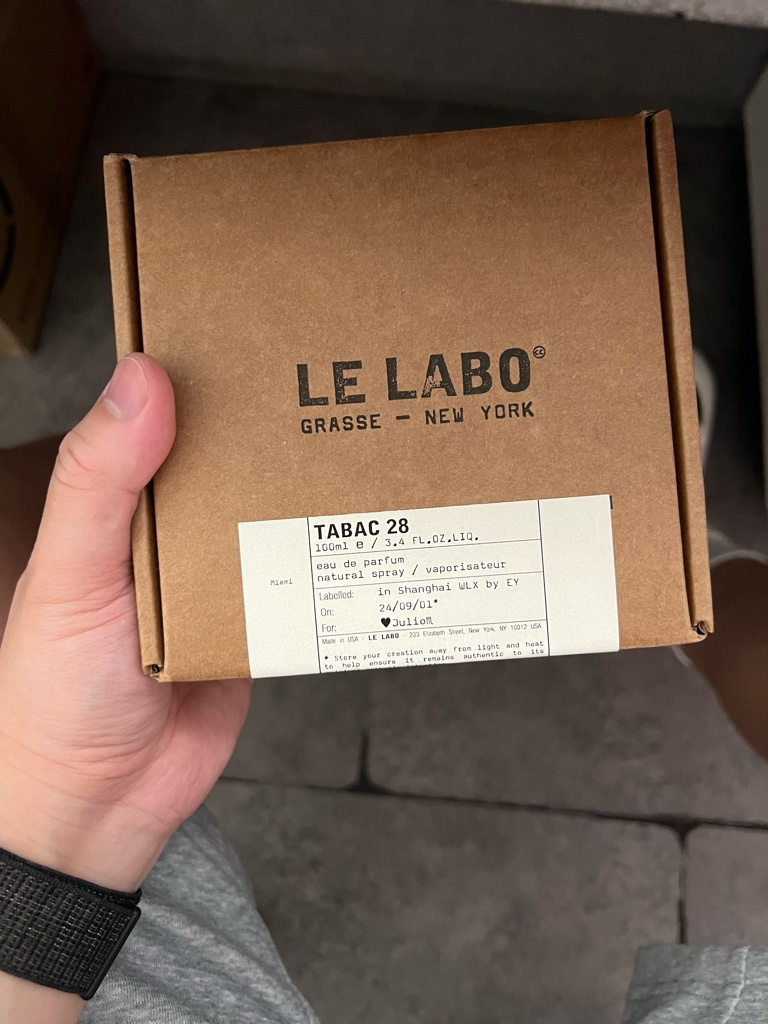 LE LABO
GRASSE — NEW YORK
TABAC 28
100ml e / 3.4 FL.OZ.LIQ.
eau de parfum
natural spray / vaporisateur
Miami
Labelled: in Shanghai WLX by EY
On: 24/09/01*
For: ♥Julio♏
Made in USA - LE LABO - 233 Elizabeth Street, New York, NY 10012 USA
* Store your creation away from light and heat
to help ensure it remains authentic to its